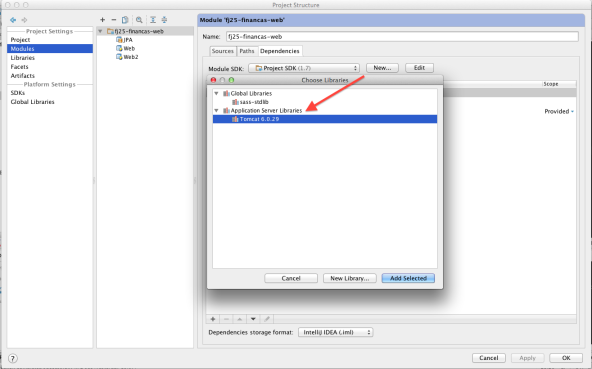 Project Structure
Module 'fj25-financas-web'
Project Settings
Project
Modules
Libraries
Facets
Artifacts
Platform Settings
SDKs
Global Libraries
fj25-financas-web
JPA
Web
Web2
Name: fj25-financas-web
Sources Paths Dependencies
Module SDK: Project SDK (1.7) New... Edit
Scope
Provided
Choose Libraries
Global Libraries
sass-stdlib
Application Server Libraries
Tomcat 6.0.29
Cancel New Library... Add Selected
Dependencies storage format: IntelliJ IDEA (.iml)
? Cancel Apply OK